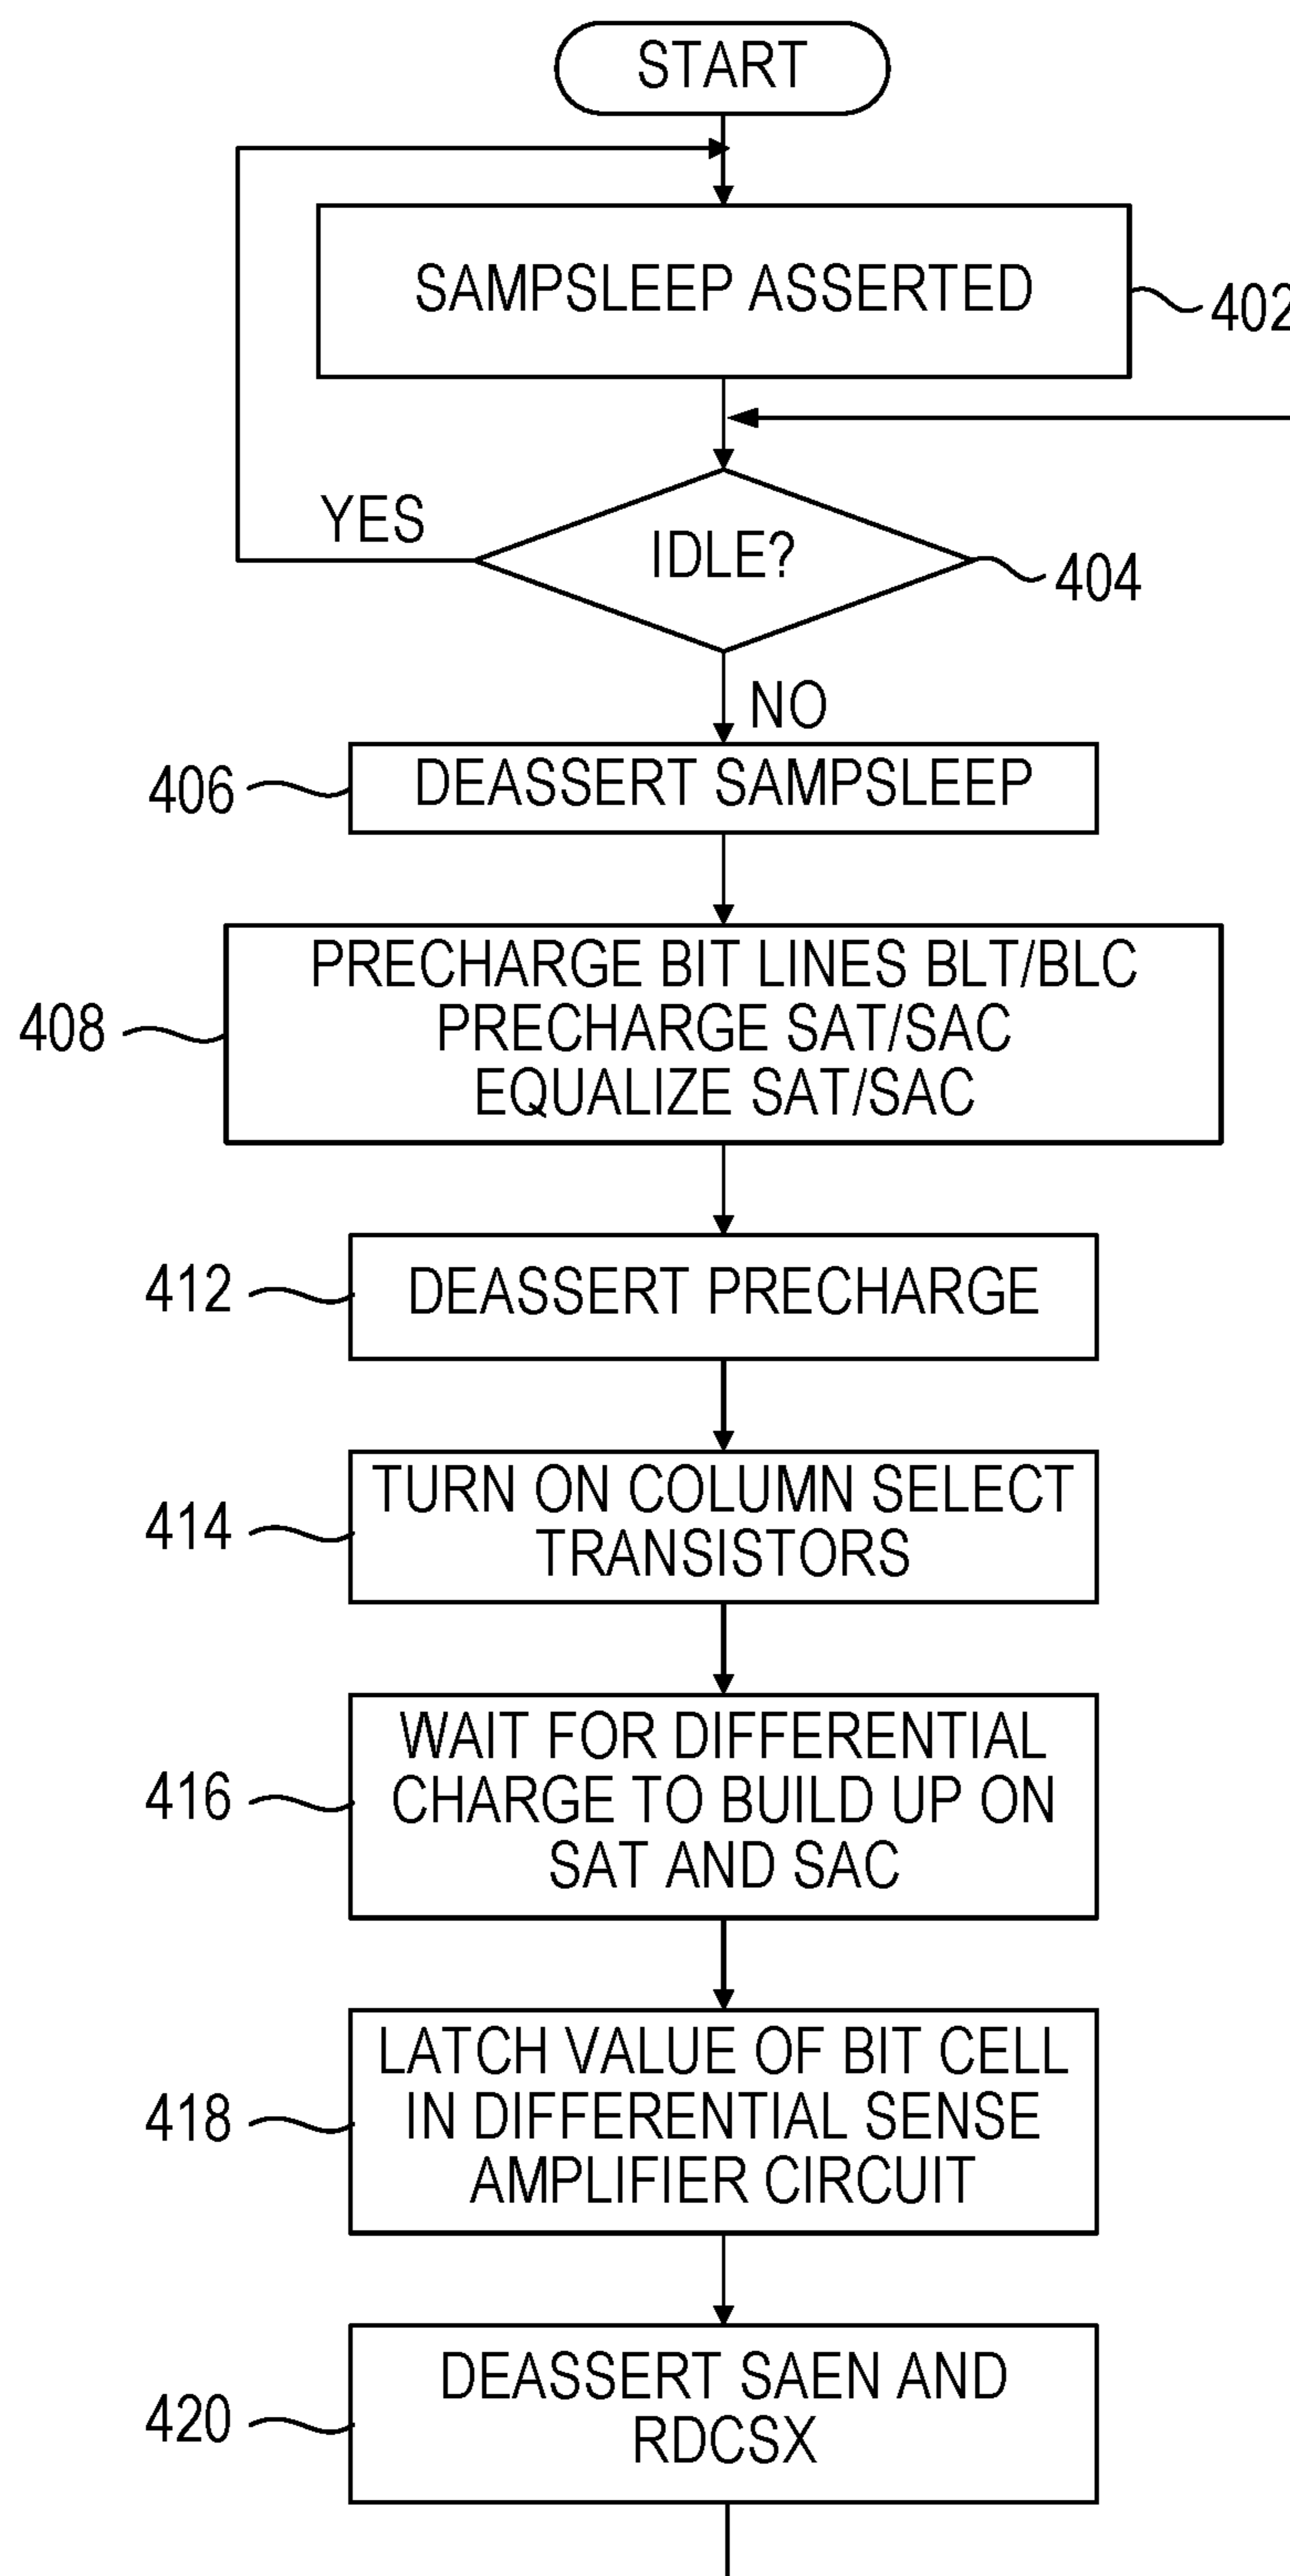 START
SAMPSLEEP ASSERTED
402
YES
IDLE?
404
NO
406
DEASSERT SAMPSLEEP
408
PRECHARGE BIT LINES BLT/BLC
PRECHARGE SAT/SAC
EQUALIZE SAT/SAC
412
DEASSERT PRECHARGE
414
TURN ON COLUMN SELECT
TRANSISTORS
416
WAIT FOR DIFFERENTIAL
CHARGE TO BUILD UP ON
SAT AND SAC
418
LATCH VALUE OF BIT CELL
IN DIFFERENTIAL SENSE
AMPLIFIER CIRCUIT
420
DEASSERT SAEN AND
RDCSX